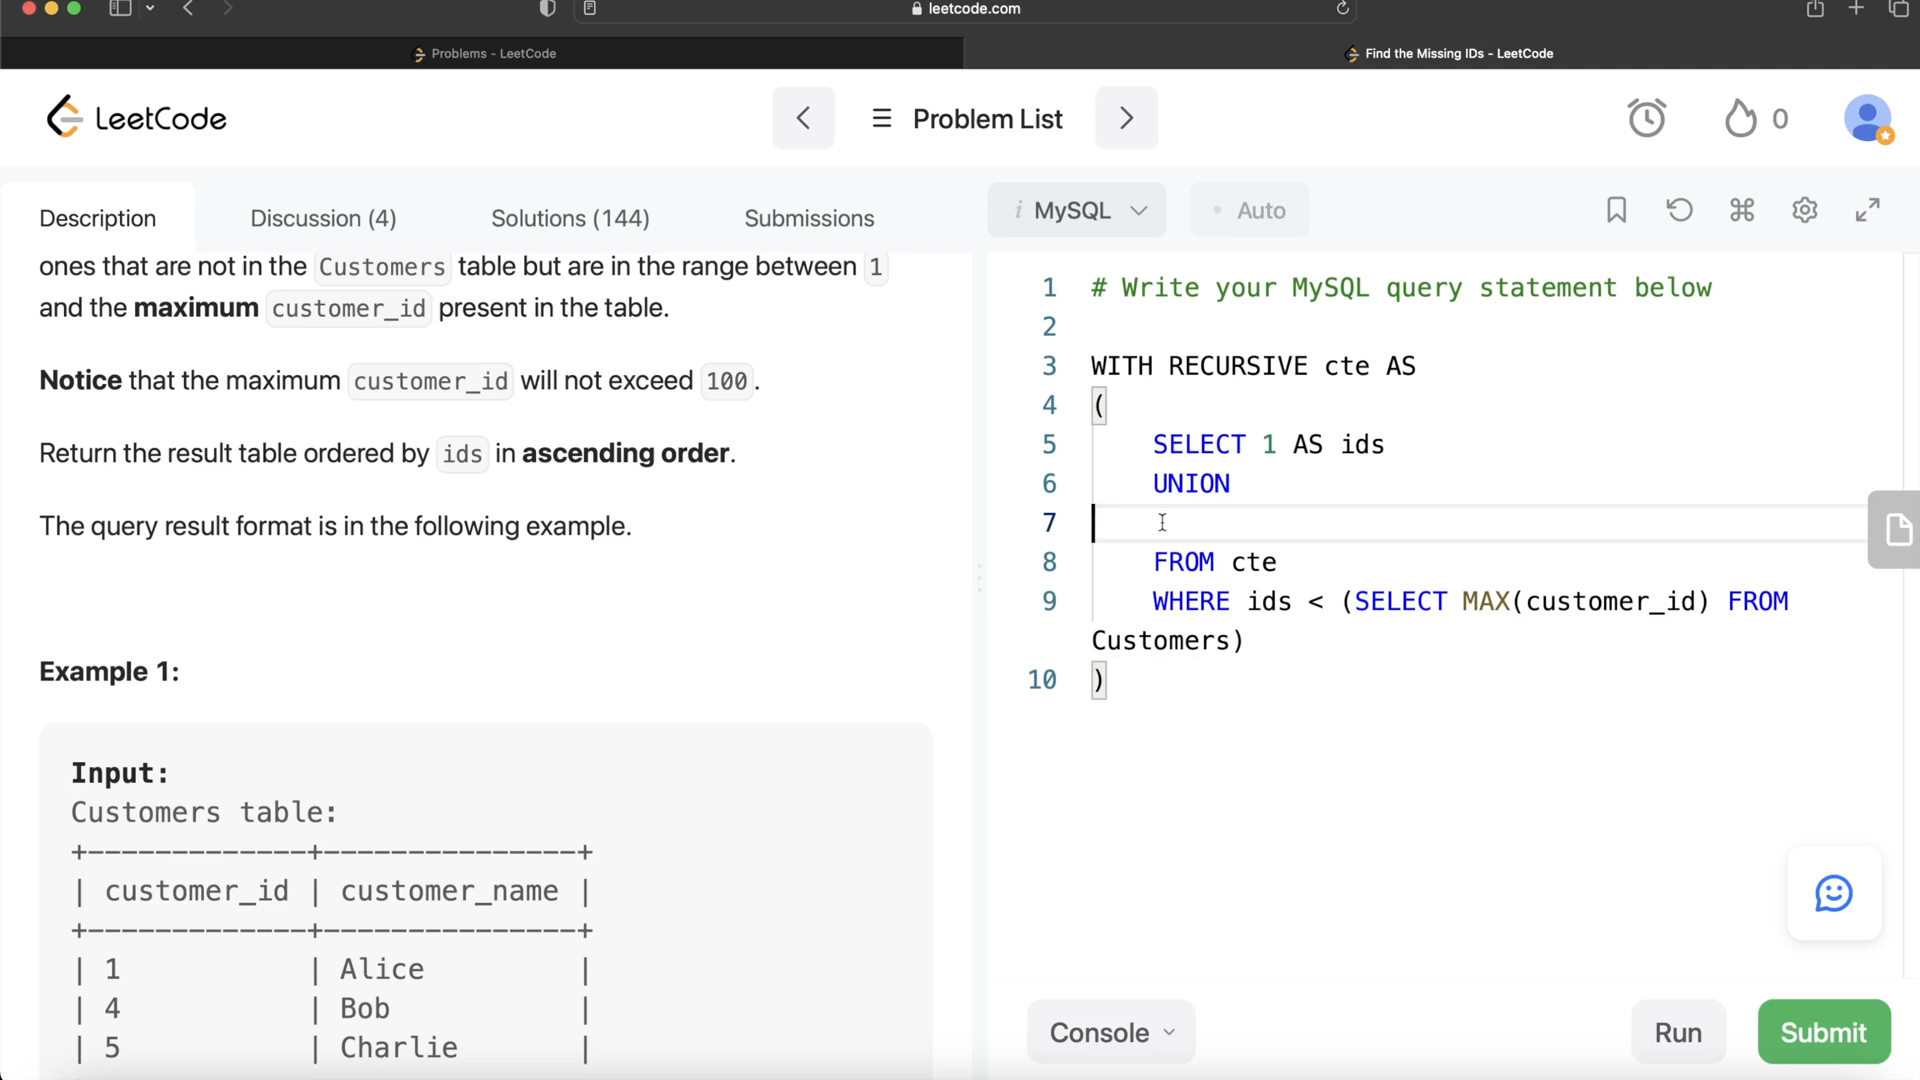 leetcode.com
Problems - LeetCode
Find the Missing IDs - LeetCode
LeetCode
Problem List
0
Description
Discussion (4)
Solutions (144)
Submissions
i MySQL
Auto
ones that are not in the Customers table but are in the range between 1
and the maximum customer_id present in the table.
Notice that the maximum customer_id will not exceed 100.
Return the result table ordered by ids in ascending order.
The query result format is in the following example.
Example 1:
Input:
Customers table:
+-------------+---------------+
| customer_id | customer_name |
+-------------+---------------+
| 1 | Alice |
| 4 | Bob |
| 5 | Charlie |
1 # Write your MySQL query statement below
2
3 WITH RECURSIVE cte AS
4 (
5 SELECT 1 AS ids
6 UNION
7
8 FROM cte
9 WHERE ids < (SELECT MAX(customer_id) FROM
Customers)
10 )
Console
Run
Submit